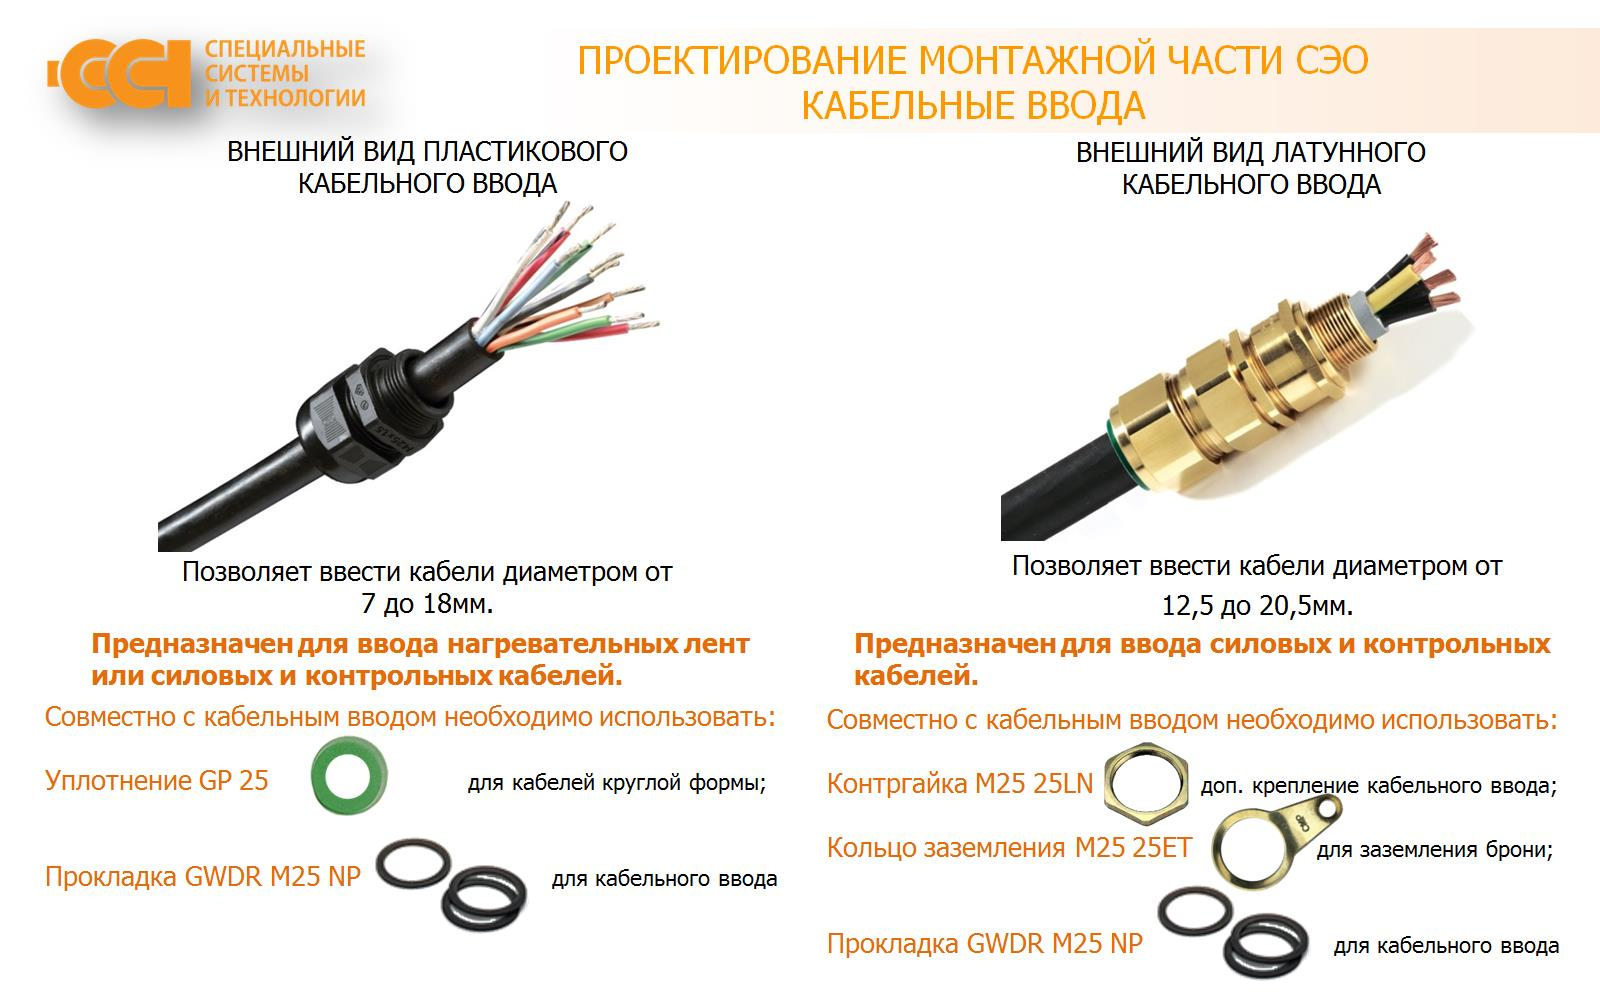 ССТ
СПЕЦИАЛЬНЫЕ
СИСТЕМЫ
И ТЕХНОЛОГИИ
ПРОЕКТИРОВАНИЕ МОНТАЖНОЙ ЧАСТИ СЭО
КАБЕЛЬНЫЕ ВВОДА
ВНЕШНИЙ ВИД ПЛАСТИКОВОГО
КАБЕЛЬНОГО ВВОДА
M25x1.5
Позволяет ввести кабели диаметром от
7 до 18мм.
Предназначен для ввода нагревательных лент
или силовых и контрольных кабелей.
Совместно с кабельным вводом необходимо использовать:
Уплотнение GP 25
для кабелей круглой формы;
Прокладка GWDR M25 NP
для кабельного ввода
ВНЕШНИЙ ВИД ЛАТУННОГО
КАБЕЛЬНОГО ВВОДА
Позволяет ввести кабели диаметром от
12,5 до 20,5мм.
Предназначен для ввода силовых и контрольных
кабелей.
Совместно с кабельным вводом необходимо использовать:
Контргайка M25 25LN
доп. крепление кабельного ввода;
Кольцо заземления M25 25ET
CMP
для заземления брони;
Прокладка GWDR M25 NP
для кабельного ввода